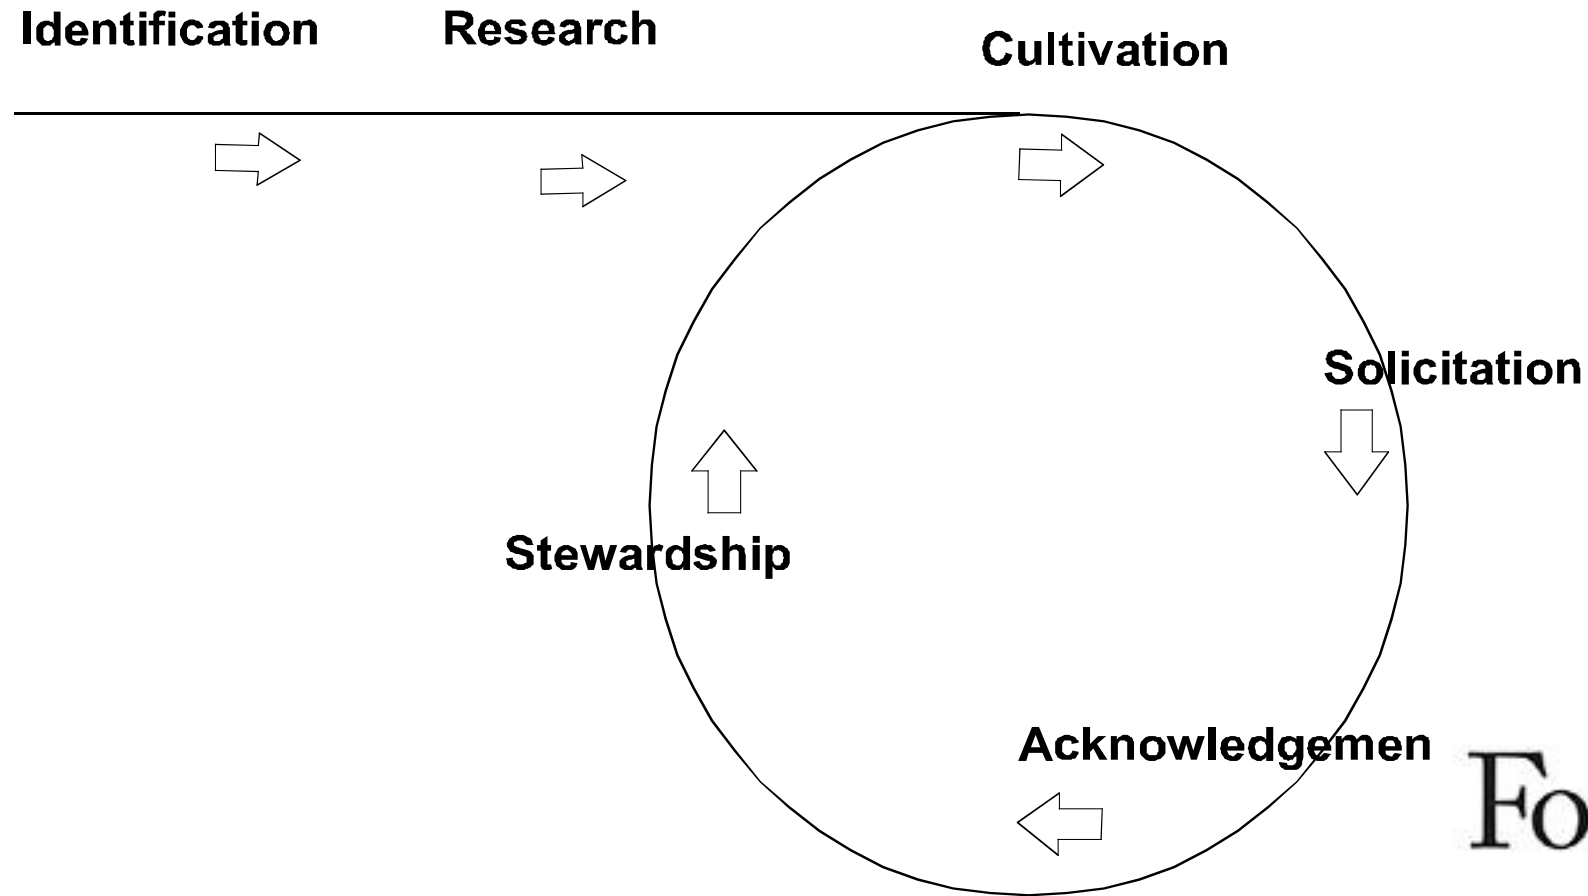 Identification
Research
Cultivation
Solicitation
Stewardship
Acknowledgemen
Fo